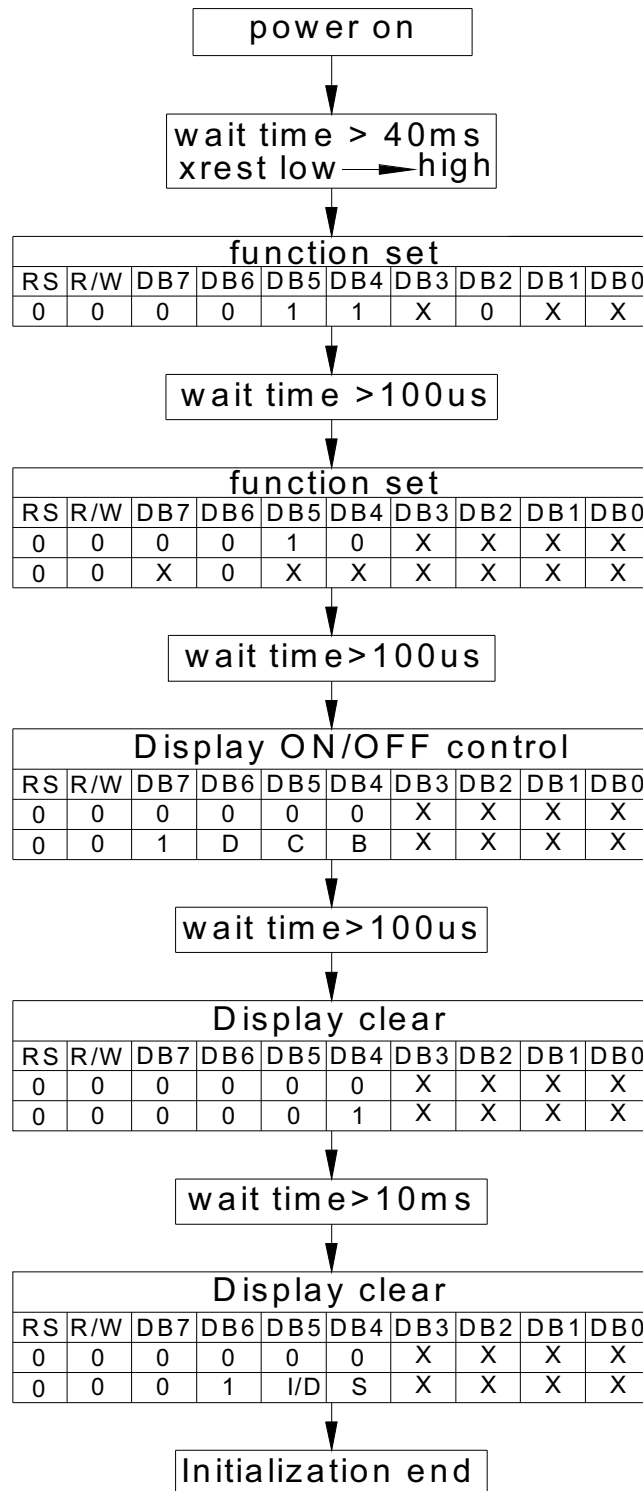 power on
wait time > 40ms
xrest low high
function set
RS R/W DB7 DB6 DB5 DB4 DB3 DB2 DB1 DB0
0 0 0 0 1 1 X 0 X X
wait time >100us
function set
RS R/W DB7 DB6 DB5 DB4 DB3 DB2 DB1 DB0
0 0 0 0 1 0 X X X X
0 0 X 0 X X X X X X
wait time>100us
Display ON/OFF control
RS R/W DB7 DB6 DB5 DB4 DB3 DB2 DB1 DB0
0 0 0 0 0 0 X X X X
0 0 1 D C B X X X X
wait time>100us
Display clear
RS R/W DB7 DB6 DB5 DB4 DB3 DB2 DB1 DB0
0 0 0 0 0 0 X X X X
0 0 0 0 0 1 X X X X
wait time>10ms
Display clear
RS R/W DB7 DB6 DB5 DB4 DB3 DB2 DB1 DB0
0 0 0 0 0 0 X X X X
0 0 0 1 I/D S X X X X
Initialization end